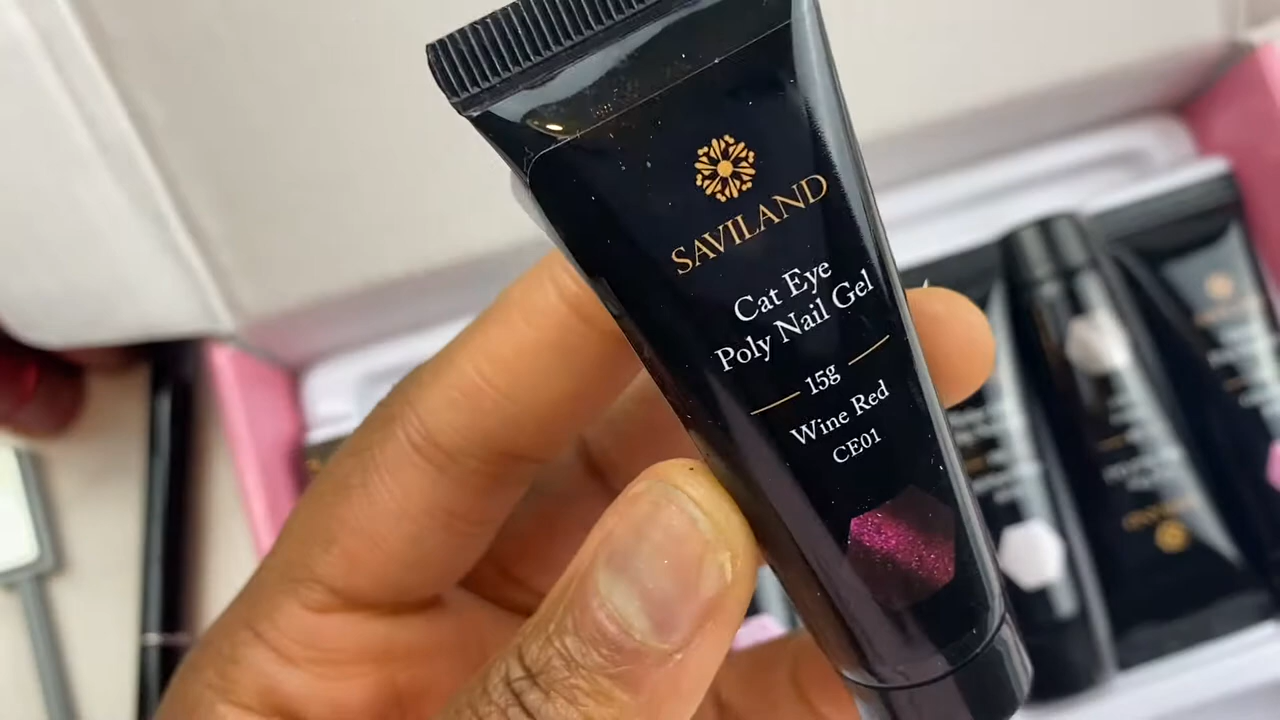 SAVILAND
Cat Eye
Poly Nail Gel
15g
Wine Red
CE01